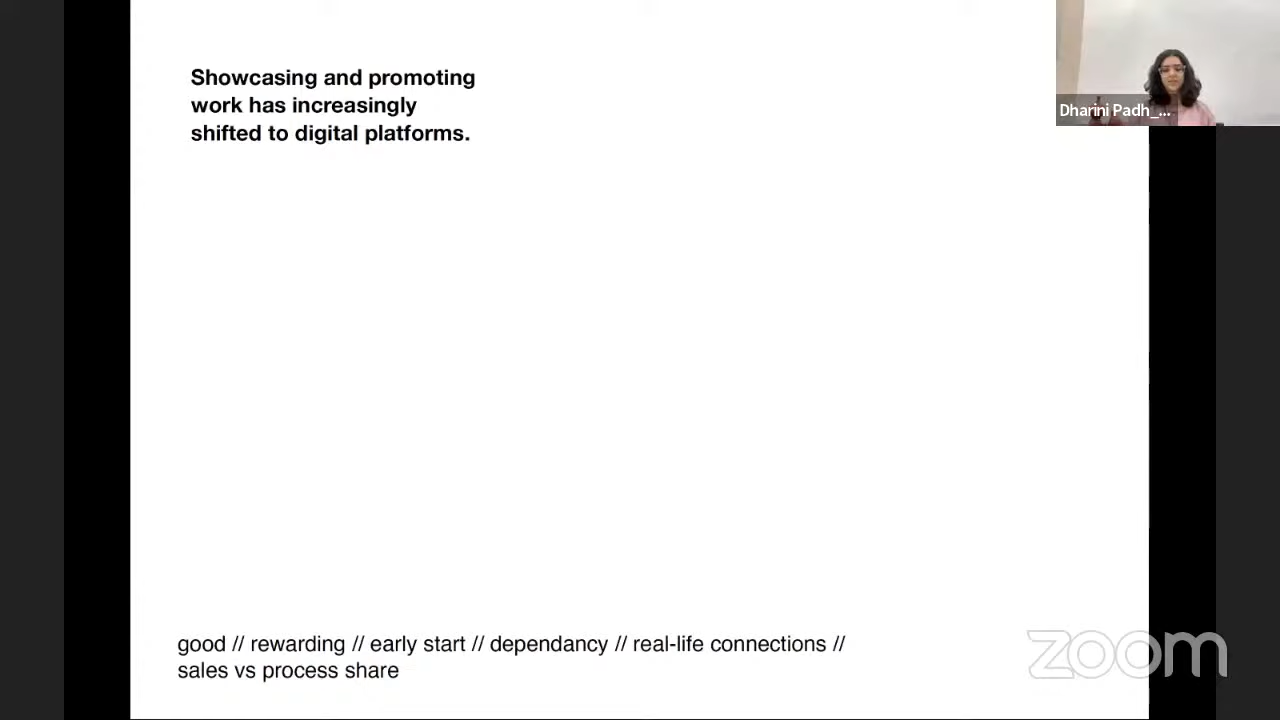 Showcasing and promoting
work has increasingly
shifted to digital platforms.
Dharini Padh_...
good // rewarding // early start // dependancy // real-life connections //
sales vs process share
zoom